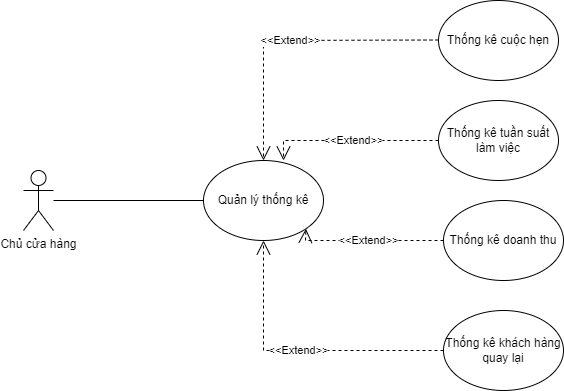 <<Extend>>
Thống kê cuộc hẹn
<<Extend>>
Thống kê tuần suất
làm việc
Quản lý thống kê
Chủ cửa hàng
<<Extend>>
Thống kê doanh thu
<<Extend>>
Thống kê khách hàng
quay lại